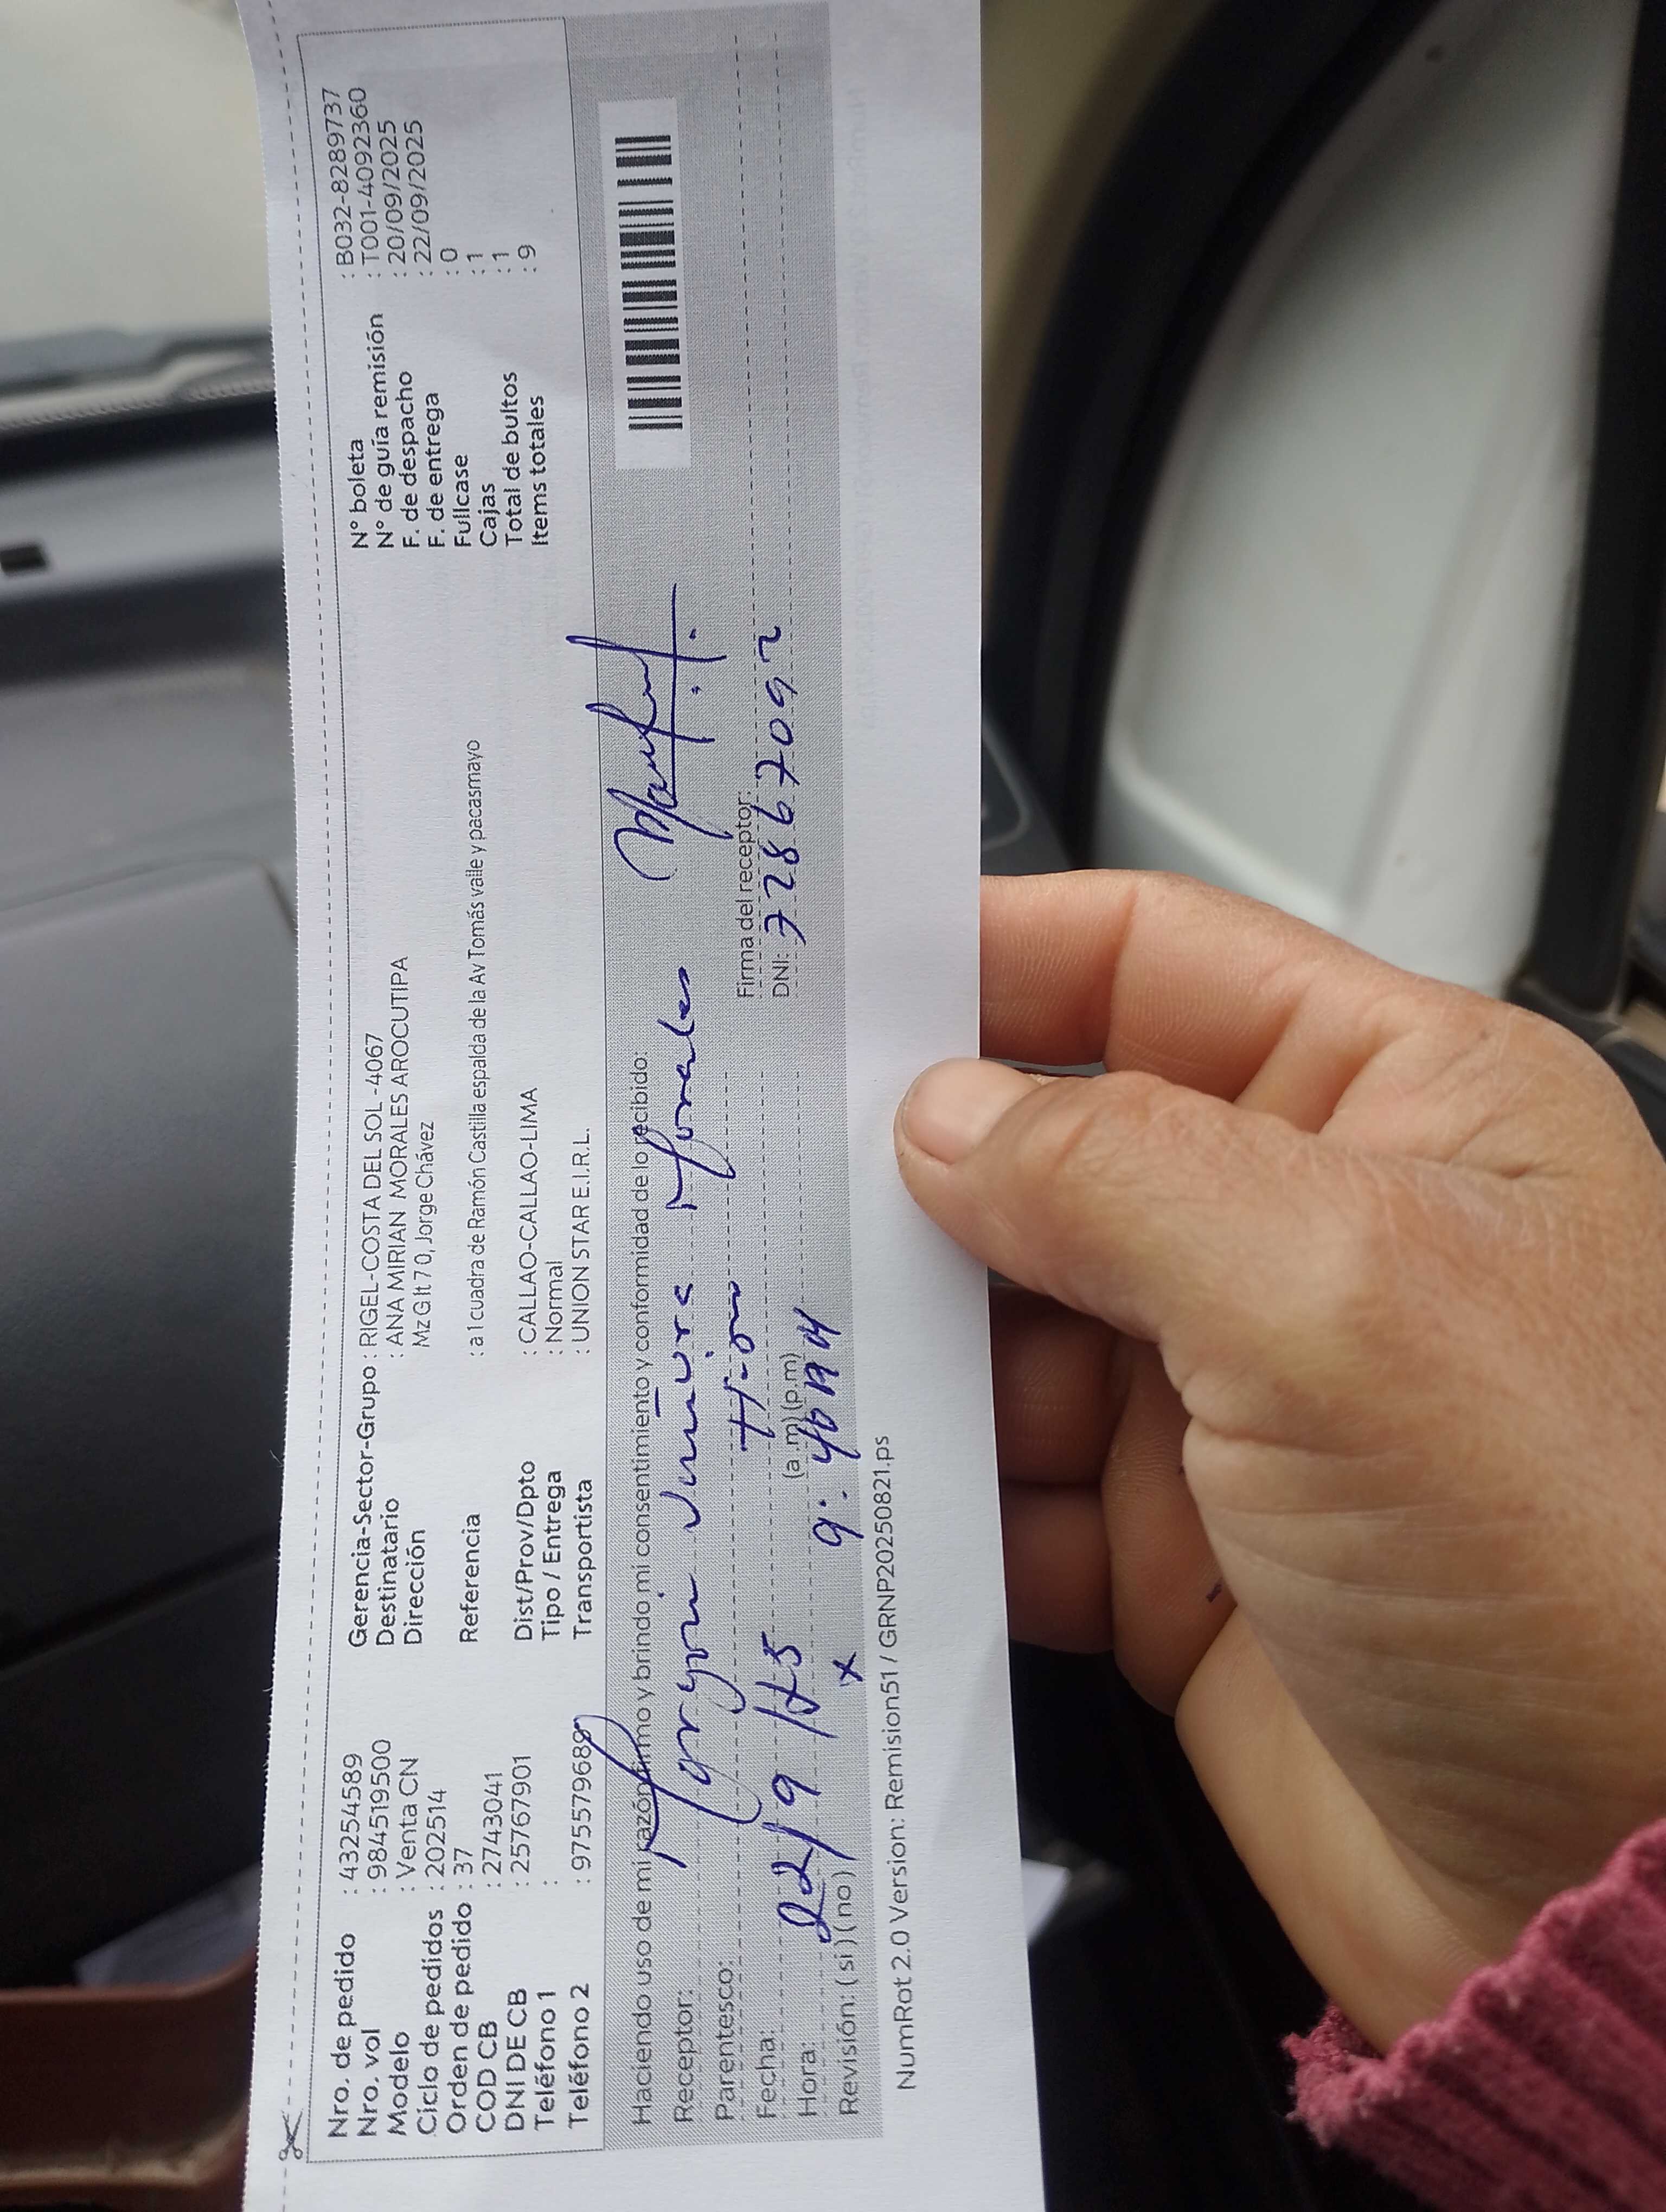 Nro. de pedido : 43254589
Nro. vol : 984519500
Modelo : Venta CN
Ciclo de pedidos : 202514
Orden de pedido : 37
COD CB : 2743041
DNI DE CB : 25767901
Teléfono 1 :
Teléfono 2 : 975579689
Gerencia-Sector-Grupo : RIGEL-COSTA DEL SOL -4067
Destinatario : ANA MIRIAN MORALES AROCUTIPA
Dirección MzG lt 7 0, Jorge Chávez
Referencia : a 1 cuadra de Ramón Castilla espalda de la Av Tomás valle y pacasmayo
Dist/Prov/Dpto : CALLAO-CALLAO-LIMA
Tipo / Entrega : Normal
Transportista : UNION STAR E.I.R.L.
N° boleta : B032-8289737
N° de guía remisión : T001-4092360
F. de despacho : 20/09/2025
F. de entrega : 22/09/2025
Fullcase : 0
Cajas : 1
Total de bultos : 1
Items totales : 9
Haciendo uso de mi razón pimo y brindo mi consentimiento y conformidad de lo recibido:
Receptor: Morales
Parentesco:
Fecha: 22/9/25
Hora: (a.m) (p.m) 9:40 AM
Revisión: (si) (no) x
Firma del receptor:
DNI: 72867092
NumRot 2.0 Version: Remision51 / GRNP20250821.ps